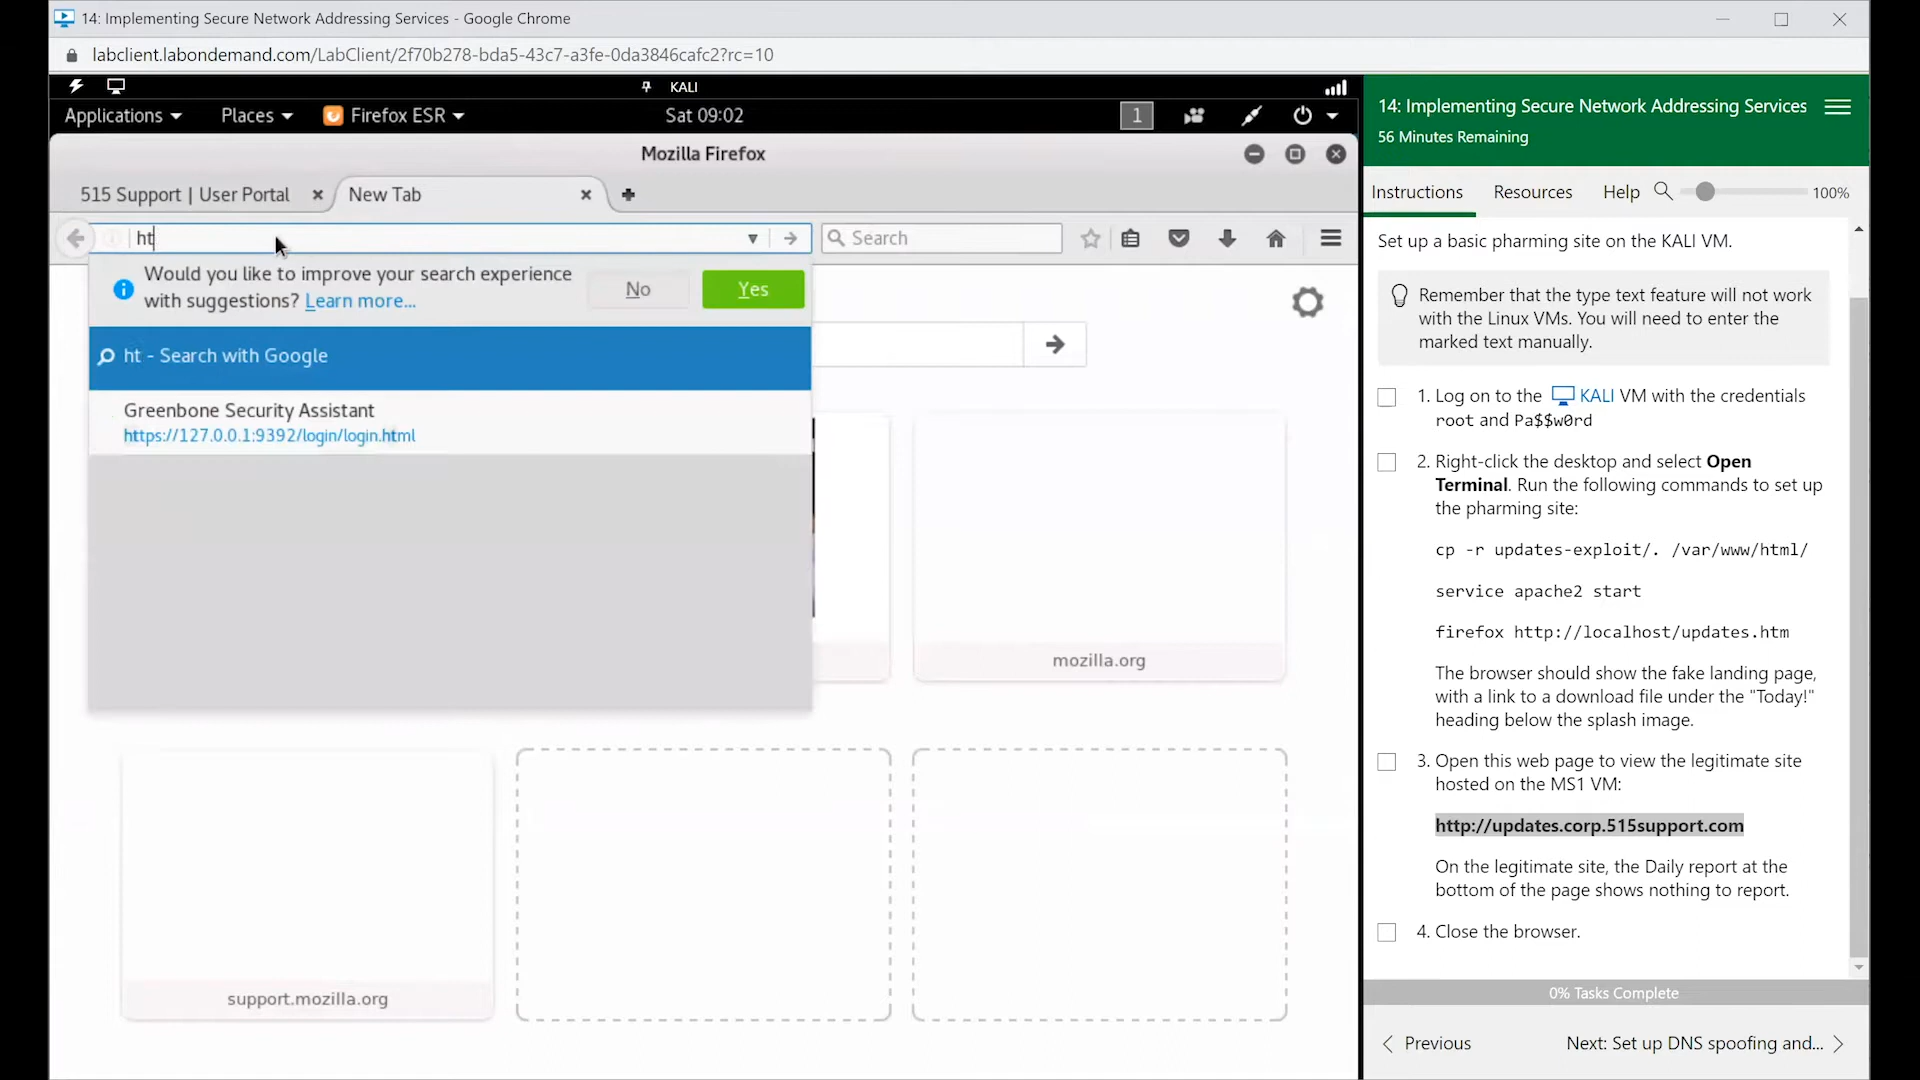 14: Implementing Secure Network Addressing Services - Google Chrome
labclient.labondemand.com/LabClient/2f70b278-bda5-43c7-a3fe-0da3846cafc2?rc=10
KALI
Applications
Places
Firefox ESR
Sat 09:02
1
Mozilla Firefox
515 Support | User Portal
New Tab
ht
Search
Would you like to improve your search experience
with suggestions? Learn more...
No
Yes
ht - Search with Google
Greenbone Security Assistant
https://127.0.0.1:9392/login/login.html
mozilla.org
support.mozilla.org
14: Implementing Secure Network Addressing Services
56 Minutes Remaining
Instructions
Resources
Help
100%
Set up a basic pharming site on the KALI VM.
Remember that the type text feature will not work
with the Linux VMs. You will need to enter the
marked text manually.
1. Log on to the KALI VM with the credentials
root and Pa$$w0rd
2. Right-click the desktop and select Open
Terminal. Run the following commands to set up
the pharming site:
cp -r updates-exploit/. /var/www/html/
service apache2 start
firefox http://localhost/updates.htm
The browser should show the fake landing page,
with a link to a download file under the "Today!"
heading below the splash image.
3. Open this web page to view the legitimate site
hosted on the MS1 VM:
http://updates.corp.515support.com
On the legitimate site, the Daily report at the
bottom of the page shows nothing to report.
4. Close the browser.
0% Tasks Complete
Previous
Next: Set up DNS spoofing and...